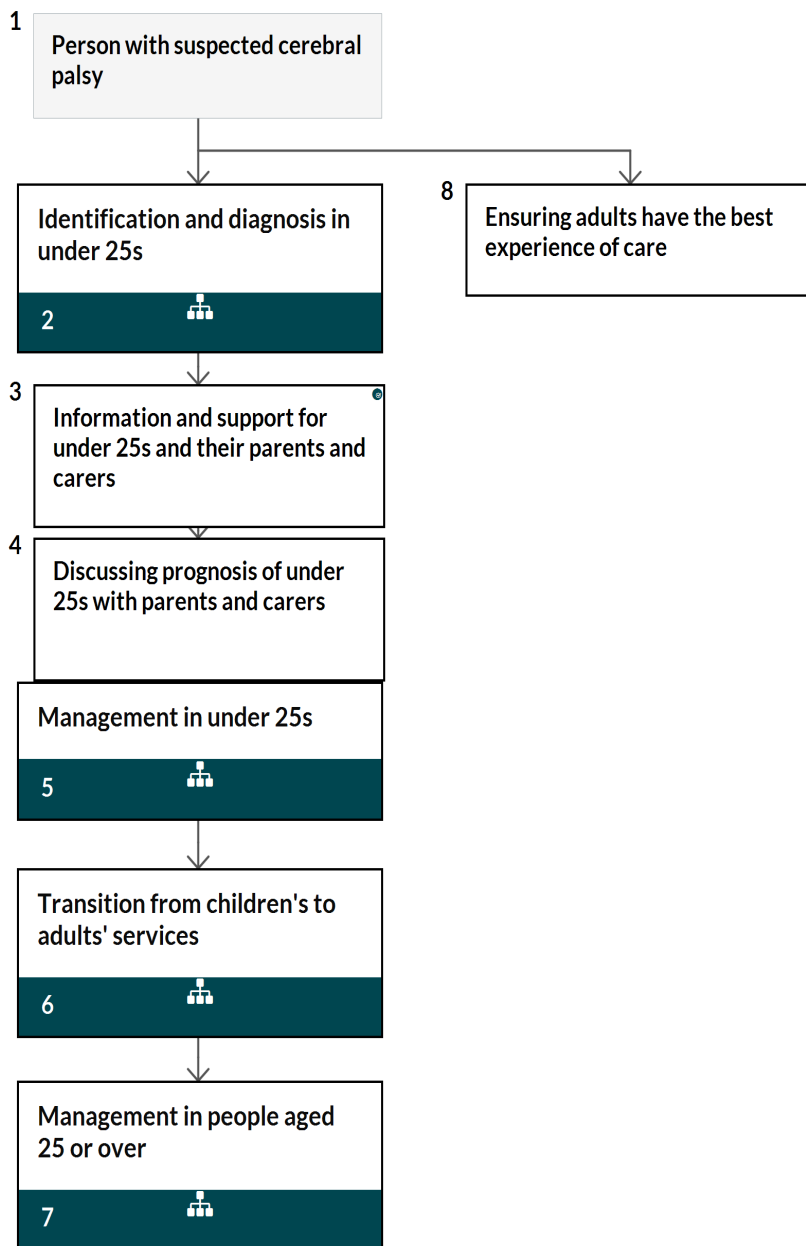 1
Person with suspected cerebral
palsy
Identification and diagnosis in
under 25s
2
8
Ensuring adults have the best
experience of care
3
Information and support for
under 25s and their parents and
carers
4
Discussing prognosis of under
25s with parents and carers
Management in under 25s
5
Transition from children's to
adults' services
6
Management in people aged
25 or over
7